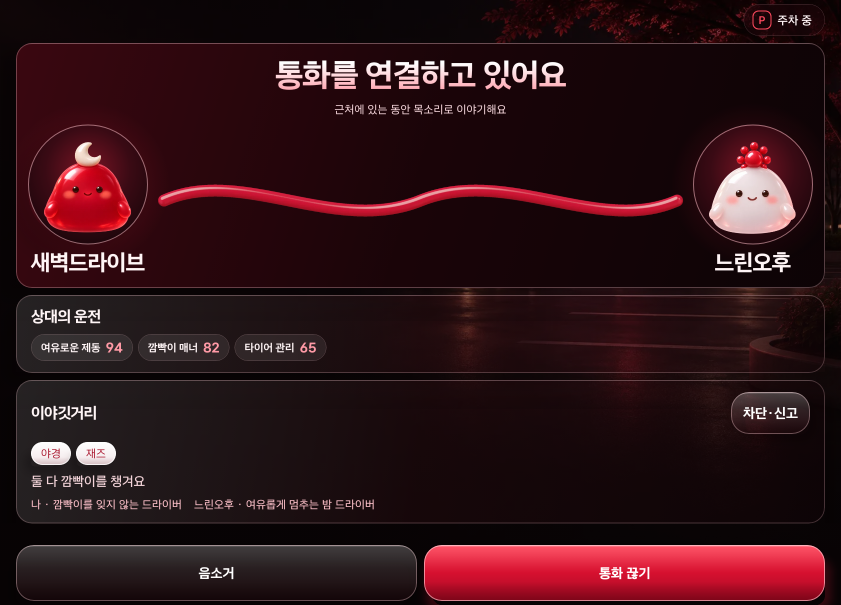 P 주차 중
통화를 연결하고 있어요
근처에 있는 동안 목소리로 이야기해요
새벽드라이브
느린오후
상대의 운전
여유로운 제동 94 깜빡이 매너 82 타이어 관리 65
이야깃거리
차단·신고
야경 재즈
둘 다 깜빡이를 챙겨요
나 · 깜빡이를 잊지 않는 드라이버 느린오후 · 여유롭게 멈추는 밤 드라이버
음소거
통화 끊기